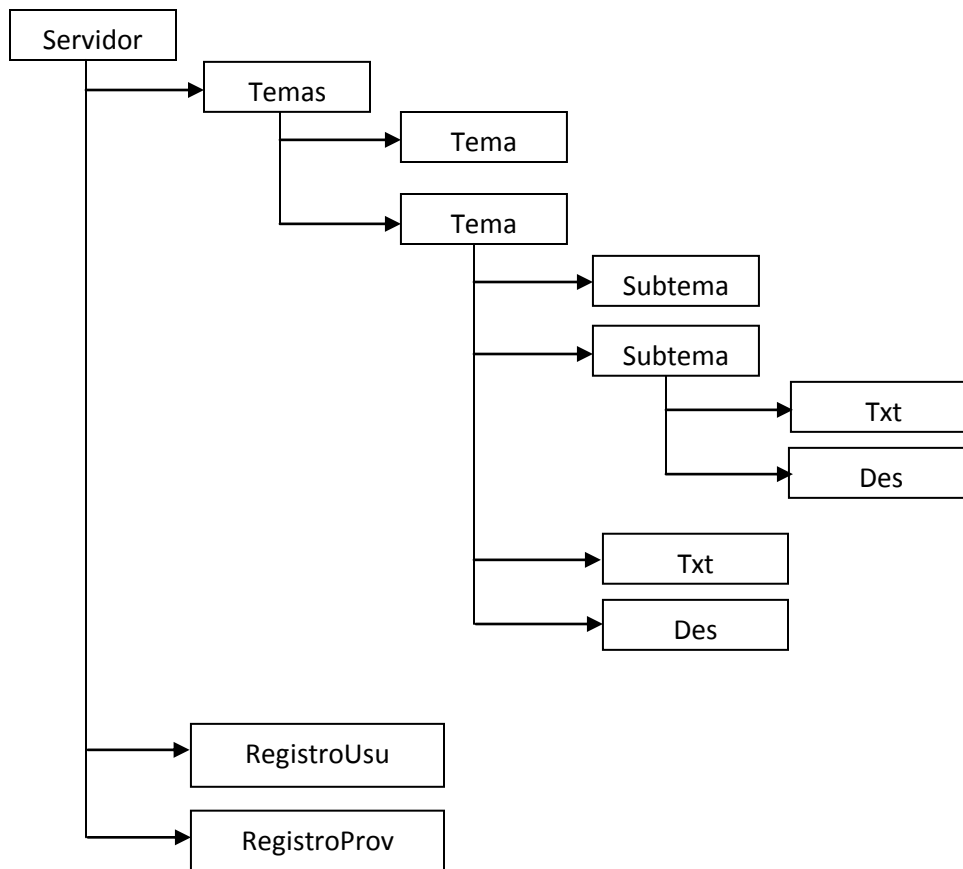 Servidor
Temas
Tema
Tema
Subtema
Subtema
Txt
Des
Txt
Des
RegistroUsu
RegistroProv